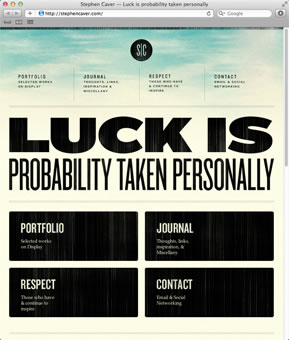 Stephen Caver — Luck is probability taken personally
http://stephencaver.com/
Google
S|C
PORTFOLIO
SELECTED WORKS
ON DISPLAY
JOURNAL
THOUGHTS, LINKS,
INSPIRATION &
MISCELLANY
RESPECT
THOSE WHO HAVE
& CONTINUE TO
INSPIRE
CONTACT
EMAIL & SOCIAL
NETWORKING
LUCK IS
PROBABILITY TAKEN PERSONALLY
PORTFOLIO
Selected works
on Display
JOURNAL
Thoughts, links,
inspiration, &
Miscellany
RESPECT
Those who have
& continue to
inspire
CONTACT
Email & Social
Networking